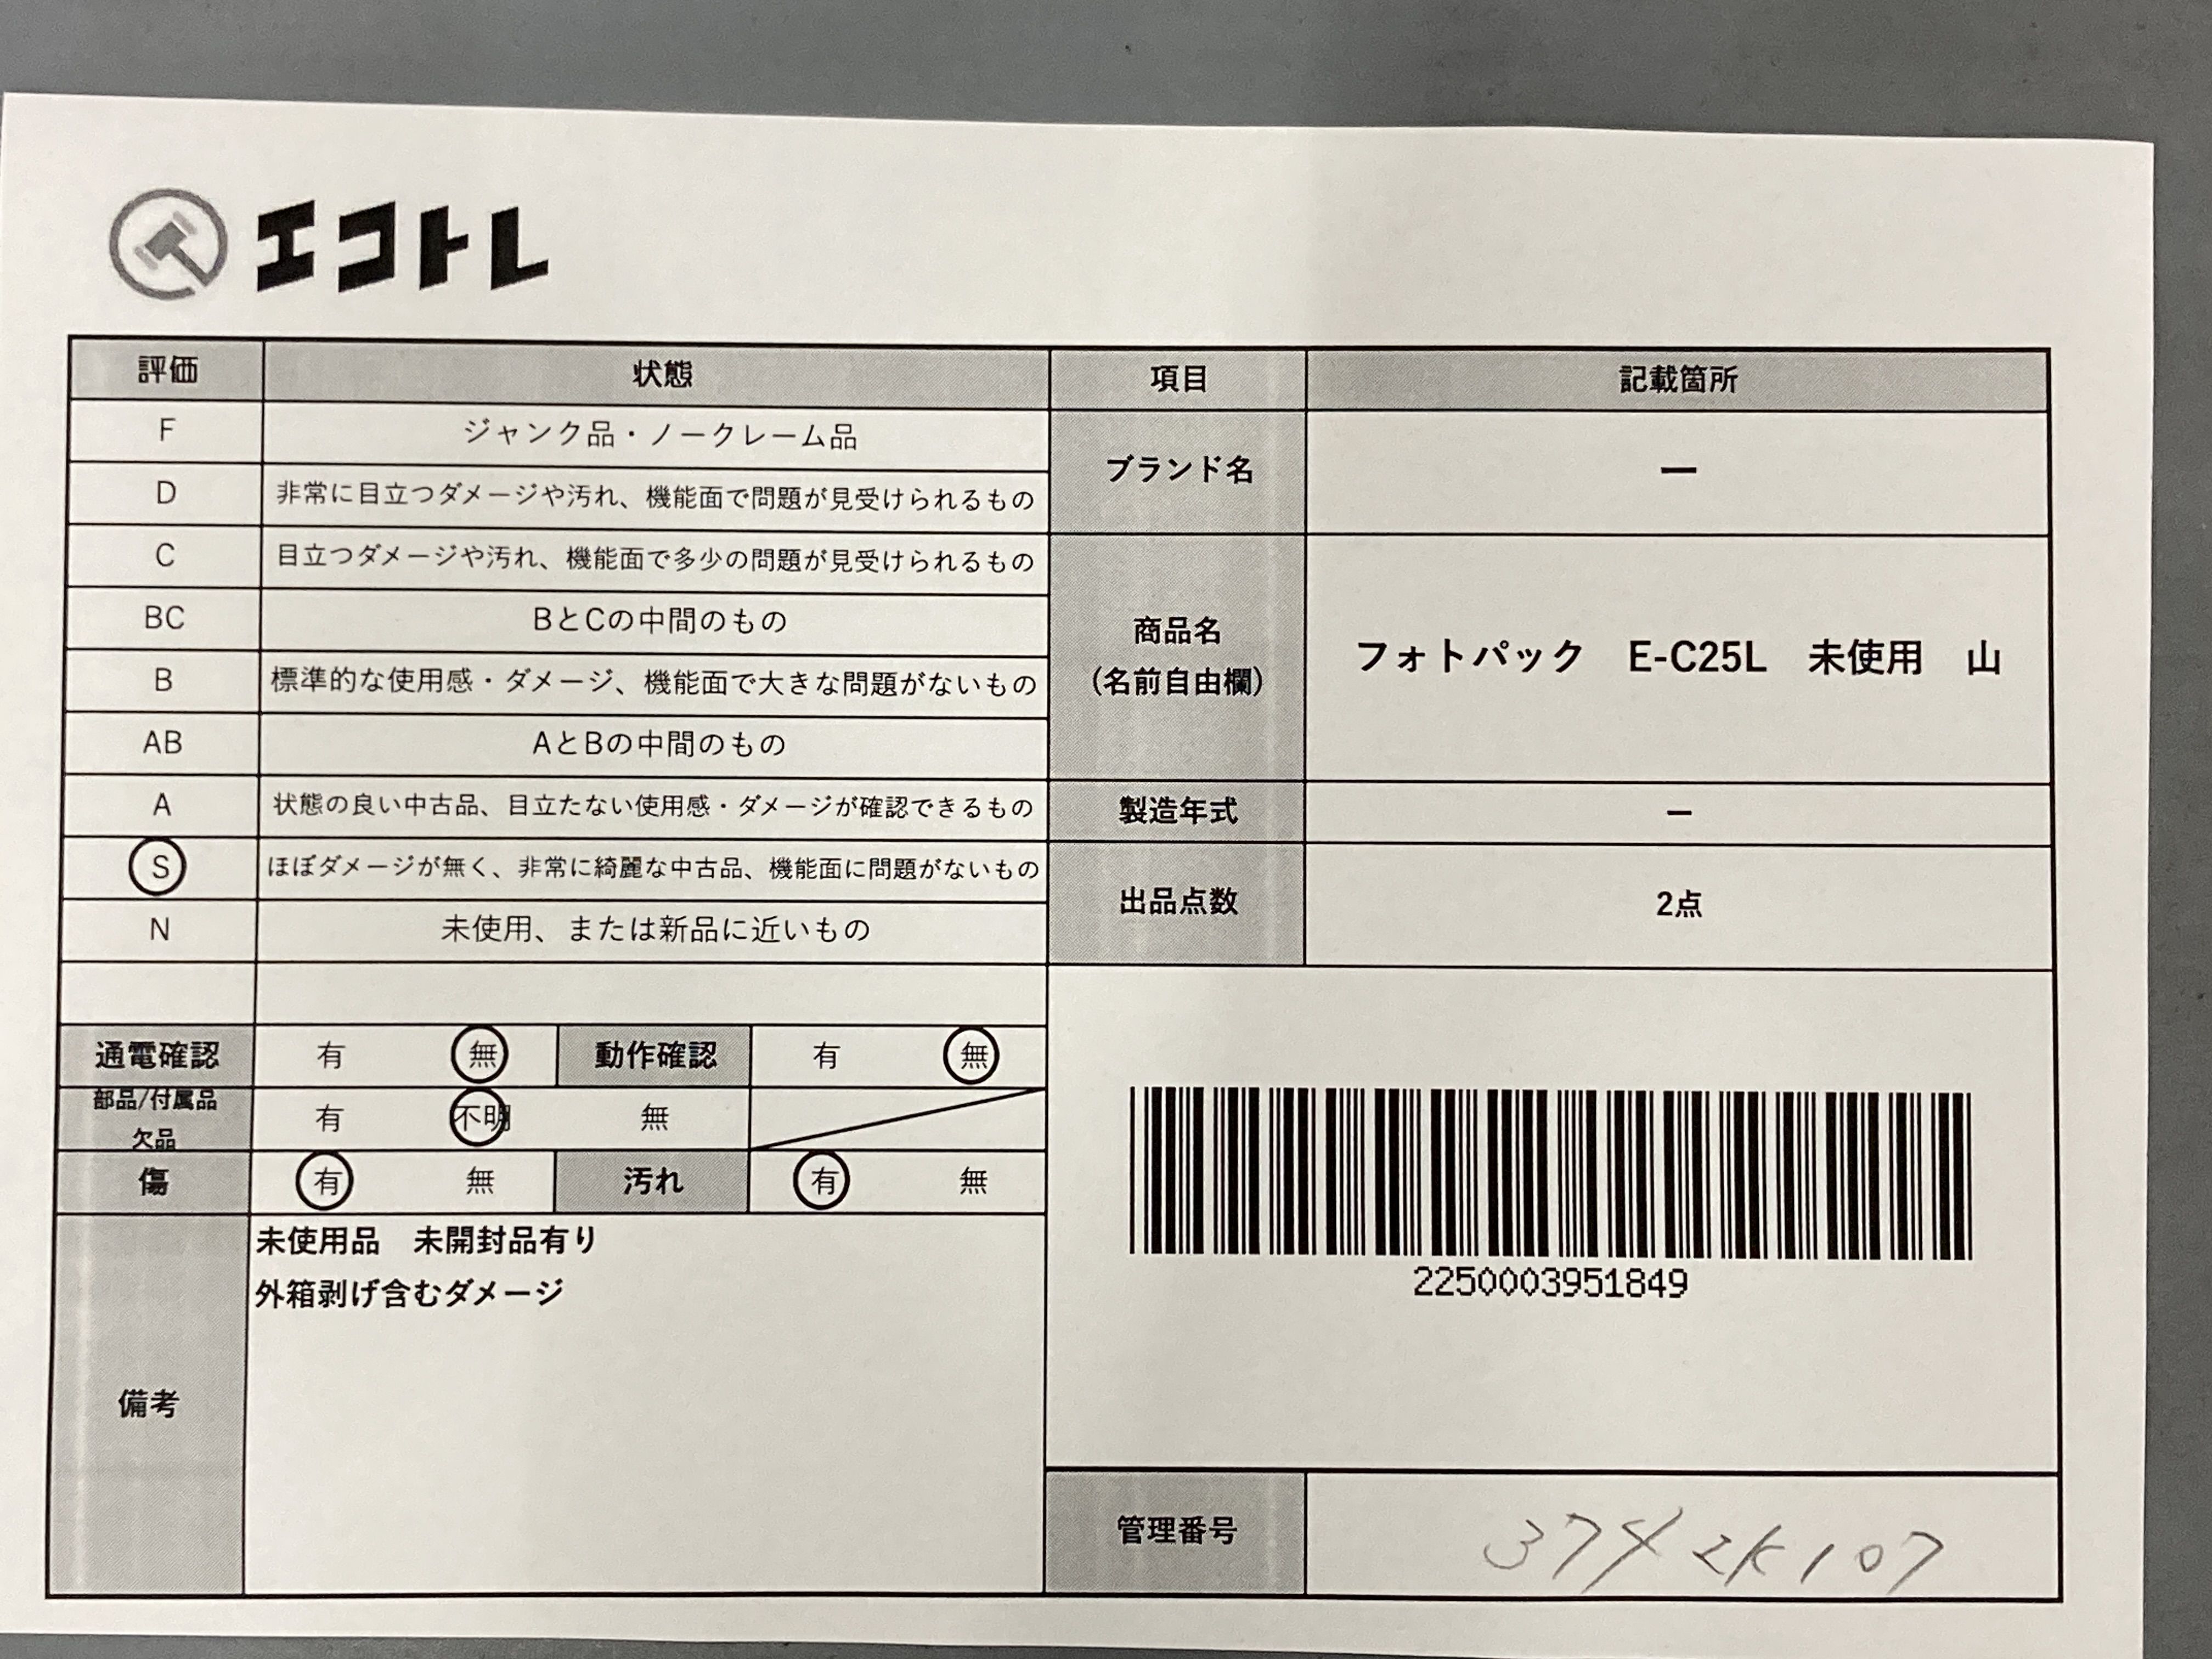 エコトレ
評価 状態 項目 記載箇所
F ジャンク品・ノークレーム品
D 非常に目立つダメージや汚れ、機能面で問題が見受けられるもの
ブランド名 ー
C 目立つダメージや汚れ、機能面で多少の問題が見受けられるもの
BC BとCの中間のもの
B 標準的な使用感・ダメージ、機能面で大きな問題がないもの
商品名
(名前自由欄)
フォトパック E-C25L 未使用 山
AB AとBの中間のもの
A 状態の良い中古品、目立たない使用感・ダメージが確認できるもの
製造年式 ー
S ほぼダメージが無く、非常に綺麗な中古品、機能面に問題がないもの
出品点数 2点
N 未使用、または新品に近いもの
通電確認 有 無 動作確認 有 無
部品/付属品
欠品
有 不明 無
傷 有 無 汚れ 有 無
備考
未使用品 未開封品有り
外箱剥げ含むダメージ
2250003951849
管理番号 3742K107